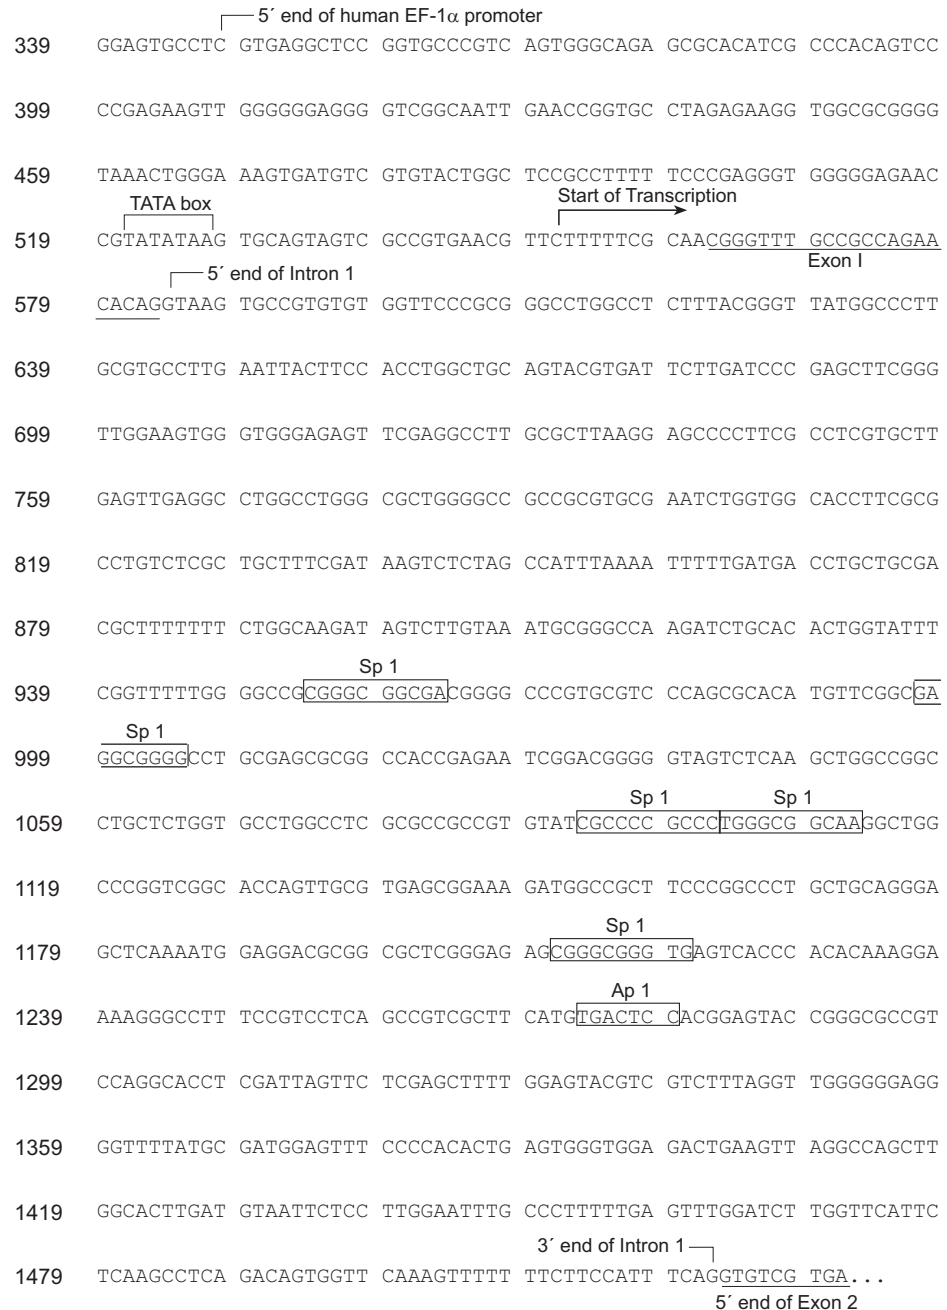 5´ end of human EF-1α promoter
339 GGAGTGCCTC GTGAGGCTCC GGTGCCCGTC AGTGGGCAGA GCGCACATCG CCCACAGTCC
399 CCGAGAAGTT GGGGGGAGGG GTCGGCAATT GAACCGGTGC CTAGAGAAGG TGGCGCGGGG
459 TAAACTGGGA AAGTGATGTC GTGTACTGGC TCCGCCTTTT TCCCGAGGGT GGGGGAGAAC
TATA box
Start of Transcription
519 CGTATATAAG TGCAGTAGTC GCCGTGAACG TTCTTTTTCG CAACGGGTTT GCCGCCAGAA
Exon I
5´ end of Intron 1
579 CACAGGTAAG TGCCGTGTGT GGTTCCCGCG GGCCTGGCCT CTTTACGGGT TATGGCCCTT
639 GCGTGCCTTG AATTACTTCC ACCTGGCTGC AGTACGTGAT TCTTGATCCC GAGCTTCGGG
699 TTGGAAGTGG GTGGGAGAGT TCGAGGCCTT GCGCTTAAGG AGCCCCTTCG CCTCGTGCTT
759 GAGTTGAGGC CTGGCCTGGG CGCTGGGGCC GCCGCGTGCG AATCTGGTGG CACCTTCGCG
819 CCTGTCTCGC TGCTTTCGAT AAGTCTCTAG CCATTTAAAA TTTTTGATGA CCTGCTGCGA
879 CGCTTTTTTT CTGGCAAGAT AGTCTTGTAA ATGCGGGCCA AGATCTGCAC ACTGGTATTT
Sp 1
939 CGGTTTTTGG GGCCGCGGGC GGCGACGGGG CCCGTGCGTC CCAGCGCACA TGTTCGGCGA
Sp 1
999 GGCGGGGCCT GCGAGCGCGG CCACCGAGAA TCGGACGGGG GTAGTCTCAA GCTGGCCGGC
Sp 1 Sp 1
1059 CTGCTCTGGT GCCTGGCCTC GCGCCGCCGT GTATCGCCCC GCCCTGGGCG GCAAGGCTGG
1119 CCCGGTCGGC ACCAGTTGCG TGAGCGGAAA GATGGCCGCT TCCCGGCCCT GCTGCAGGGA
Sp 1
1179 GCTCAAAATG GAGGACGCGG CGCTCGGGAG AGCGGGCGGG TGAGTCACCC ACACAAAGGA
Ap 1
1239 AAAGGGCCTT TCCGTCCTCA GCCGTCGCTT CATGTGACTC CACGGAGTAC CGGGCGCCGT
1299 CCAGGCACCT CGATTAGTTC TCGAGCTTTT GGAGTACGTC GTCTTTAGGT TGGGGGGAGG
1359 GGTTTTATGC GATGGAGTTT CCCCACACTG AGTGGGTGGA GACTGAAGTT AGGCCAGCTT
1419 GGCACTTGAT GTAATTCTCC TTGGAATTTG CCCTTTTTGA GTTTGGATCT TGGTTCATTC
3´ end of Intron 1
1479 TCAAGCCTCA GACAGTGGTT CAAAGTTTTT TTCTTCCATT TCAGGTGTCG TGA...
5´ end of Exon 2